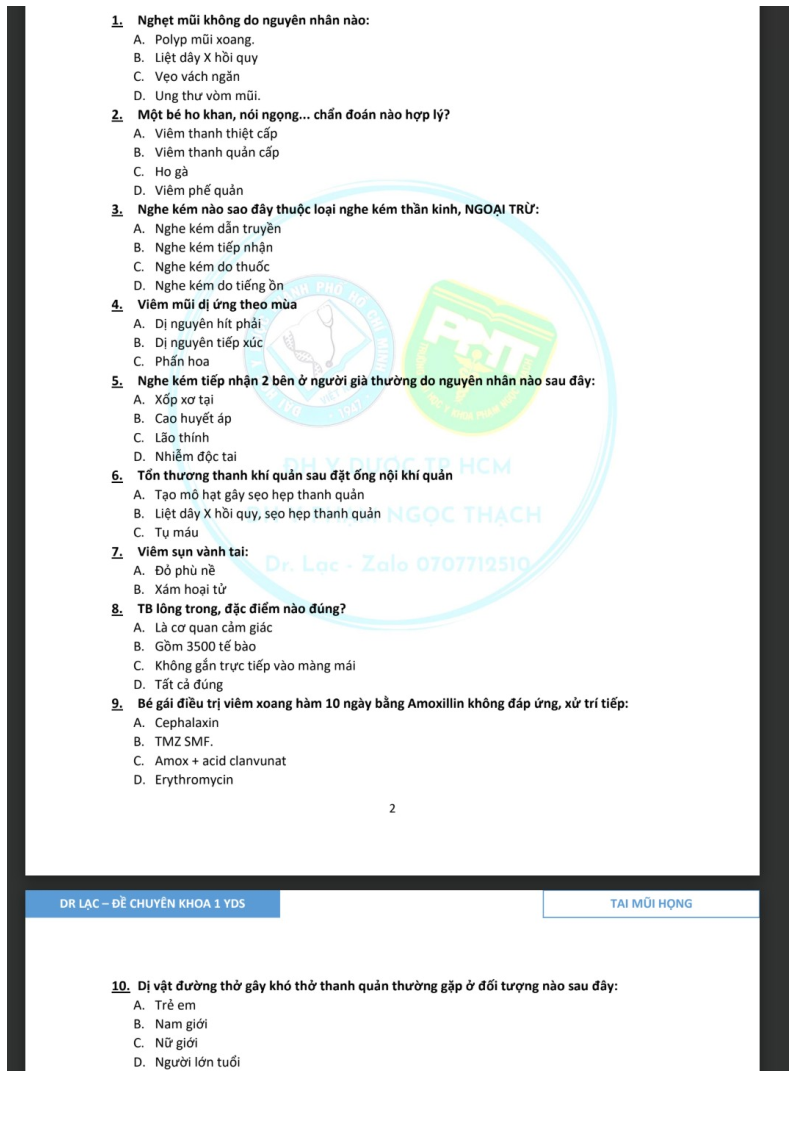 1. Nghẹt mũi không do nguyên nhân nào:
A. Polyp mũi xoang.
B. Liệt dây X hồi quy
C. Vẹo vách ngăn
D. Ung thư vòm mũi.
2. Một bé ho khan, nói ngọng... chẩn đoán nào hợp lý?
A. Viêm thanh thiệt cấp
B. Viêm thanh quản cấp
C. Ho gà
D. Viêm phế quản
3. Nghe kém nào sao đây thuộc loại nghe kém thần kinh, NGOẠI TRỪ:
A. Nghe kém dẫn truyền
B. Nghe kém tiếp nhận
C. Nghe kém do thuốc
D. Nghe kém do tiếng ồn
4. Viêm mũi dị ứng theo mùa
A. Dị nguyên hít phải
B. Dị nguyên tiếp xúc
C. Phấn hoa
5. Nghe kém tiếp nhận 2 bên ở người già thường do nguyên nhân nào sau đây:
A. Xốp xơ tại
B. Cao huyết áp
C. Lão thính
D. Nhiễm độc tai
ĐH Y DƯỢC TP HCM
6. Tổn thương thanh khí quản sau đặt ống nội khí quản
A. Tạo mô hạt gây sẹo hẹp thanh quản
B. Liệt dây X hồi quy, sẹo hẹp thanh quản
NGỌC THẠCH
C. Tụ máu
7. Viêm sụn vành tai:
Dr. Lạc - Zalo 0707712510
A. Đỏ phù nề
B. Xám hoại tử
8. TB lông trong, đặc điểm nào đúng?
A. Là cơ quan cảm giác
B. Gồm 3500 tế bào
C. Không gắn trực tiếp vào màng mái
D. Tất cả đúng
9. Bé gái điều trị viêm xoang hàm 10 ngày bằng Amoxillin không đáp ứng, xử trí tiếp:
A. Cephalaxin
B. TMZ SMF.
C. Amox + acid clanvunat
D. Erythromycin
2
DR LẠC – ĐỀ CHUYÊN KHOA 1 YDS
TAI MŨI HỌNG
10. Dị vật đường thở gây khó thở thanh quản thường gặp ở đối tượng nào sau đây:
A. Trẻ em
B. Nam giới
C. Nữ giới
D. Người lớn tuổi
PNT
1947